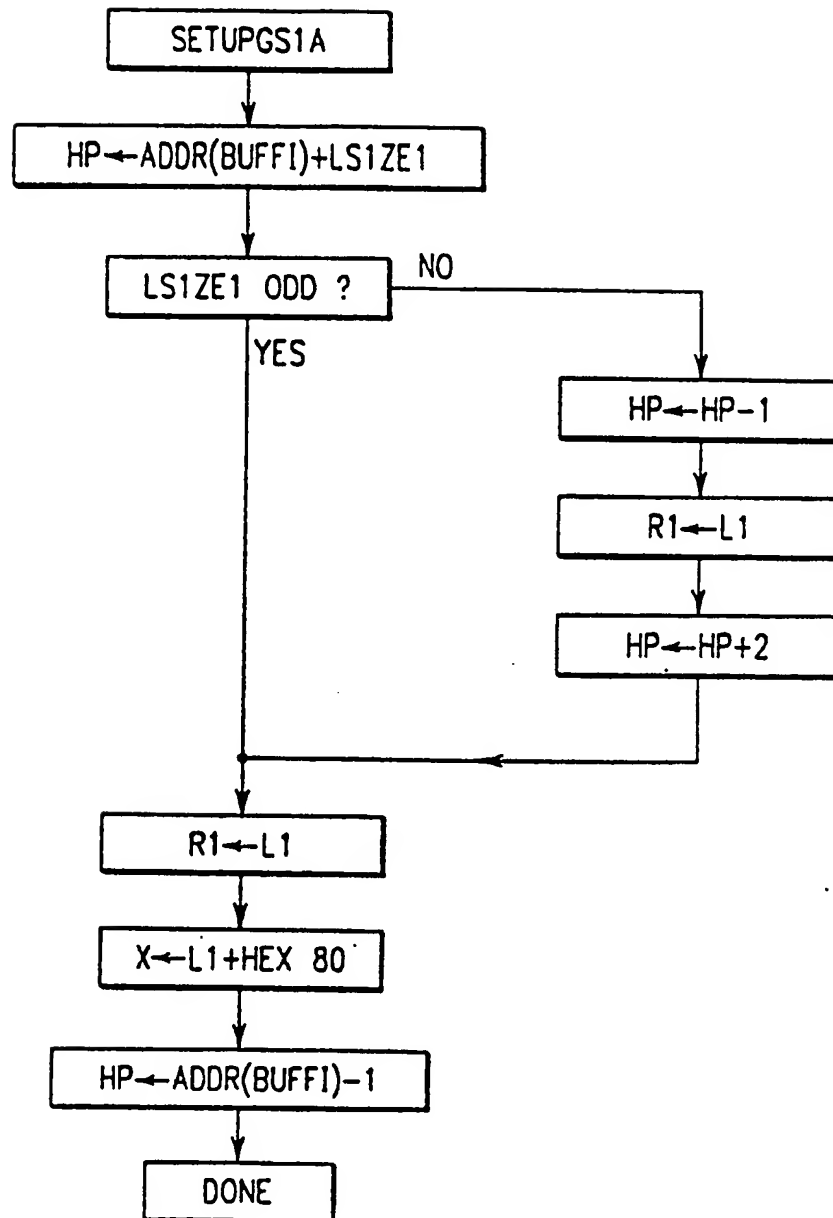 SETUPGS1A
HP←ADDR(BUFFI)+LS1ZE1
LS1ZE1 ODD ?
NO
YES
HP←HP-1
R1←L1
HP←HP+2
R1←L1
X←L1+HEX 80
HP←ADDR(BUFFI)-1
DONE